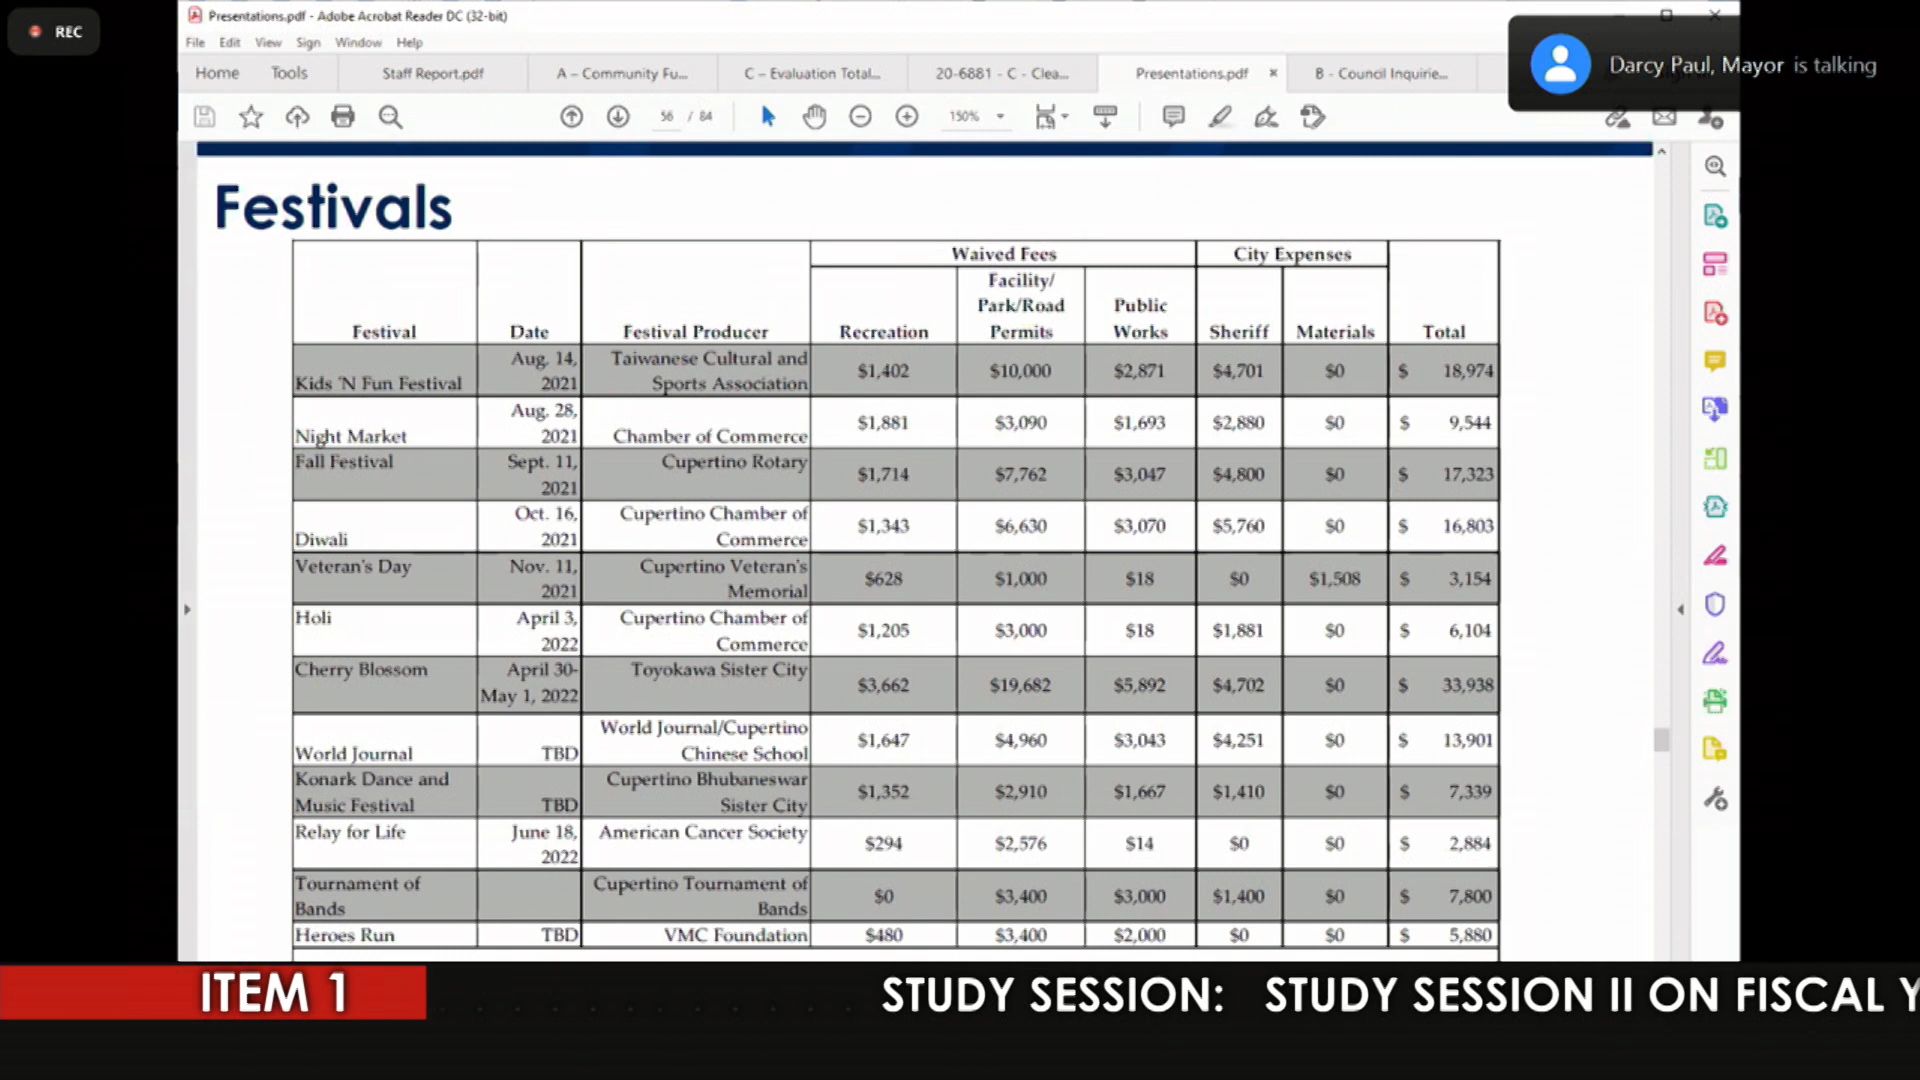 REC
Presentations.pdf - Adobe Acrobat Reader DC (32-bit)
File Edit View Sign Window Help
Home Tools Staff Report.pdf A – Community Fu... C – Evaluation Total... 20-6881 - C - Clea... Presentations.pdf × B - Council Inquirie...
Darcy Paul, Mayor is talking
56 / 84 150%
Festivals
Waived Fees City Expenses
Festival Date Festival Producer Recreation Facility/ Park/Road Permits Public Works Sheriff Materials Total
Kids 'N Fun Festival Aug. 14, 2021 Taiwanese Cultural and Sports Association $1,402 $10,000 $2,871 $4,701 $0 $ 18,974
Night Market Aug. 28, 2021 Chamber of Commerce $1,881 $3,090 $1,693 $2,880 $0 $ 9,544
Fall Festival Sept. 11, 2021 Cupertino Rotary $1,714 $7,762 $3,047 $4,800 $0 $ 17,323
Diwali Oct. 16, 2021 Cupertino Chamber of Commerce $1,343 $6,630 $3,070 $5,760 $0 $ 16,803
Veteran's Day Nov. 11, 2021 Cupertino Veteran's Memorial $628 $1,000 $18 $0 $1,508 $ 3,154
Holi April 3, 2022 Cupertino Chamber of Commerce $1,205 $3,000 $18 $1,881 $0 $ 6,104
Cherry Blossom April 30- May 1, 2022 Toyokawa Sister City $3,662 $19,682 $5,892 $4,702 $0 $ 33,938
World Journal TBD World Journal/Cupertino Chinese School $1,647 $4,960 $3,043 $4,251 $0 $ 13,901
Konark Dance and Music Festival TBD Cupertino Bhubaneswar Sister City $1,352 $2,910 $1,667 $1,410 $0 $ 7,339
Relay for Life June 18, 2022 American Cancer Society $294 $2,576 $14 $0 $0 $ 2,884
Tournament of Bands Cupertino Tournament of Bands $0 $3,400 $3,000 $1,400 $0 $ 7,800
Heroes Run TBD VMC Foundation $480 $3,400 $2,000 $0 $0 $ 5,880
ITEM 1 STUDY SESSION: STUDY SESSION II ON FISCAL Y